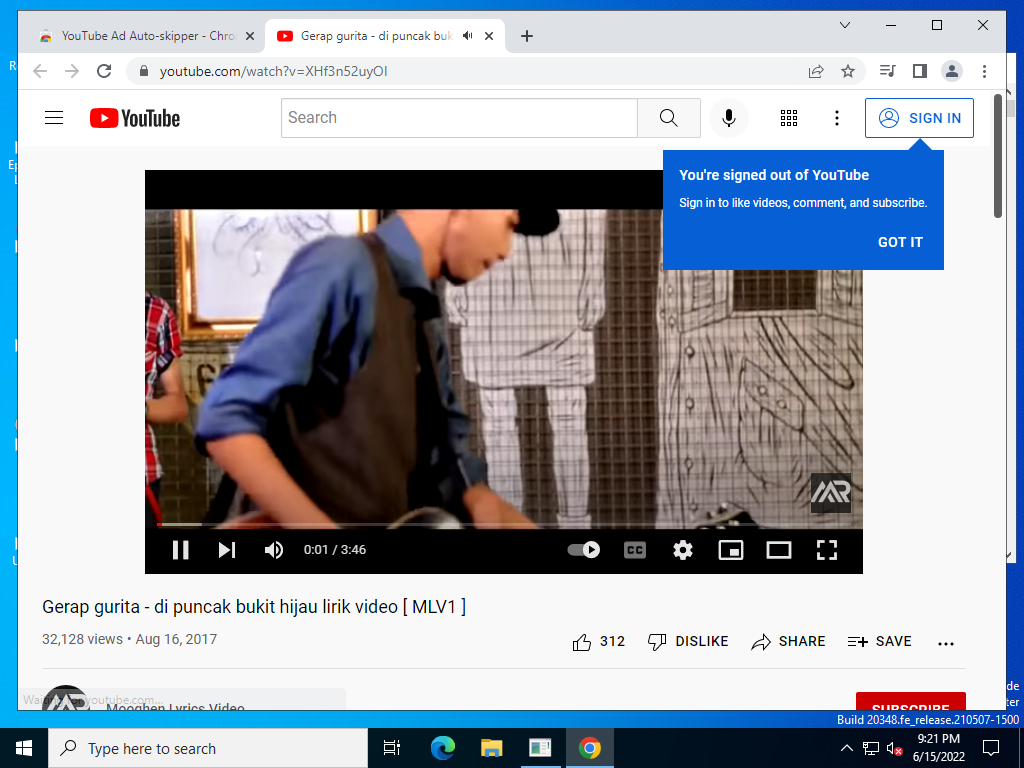 YouTube Ad Auto-skipper - Chro
Gerap gurita - di puncak buk
youtube.com/watch?v=XHf3n52uyOI
YouTube
Search
SIGN IN
You're signed out of YouTube
Sign in to like videos, comment, and subscribe.
GOT IT
MR
0:01 / 3:46
CC
Gerap gurita - di puncak bukit hijau lirik video [ MLV1 ]
32,128 views • Aug 16, 2017
312
DISLIKE
SHARE
SAVE
Mooghen Lyrics Video
SUBSCRIBE
Build 20348.fe_release.210507-1500
Type here to search
9:21 PM
6/15/2022